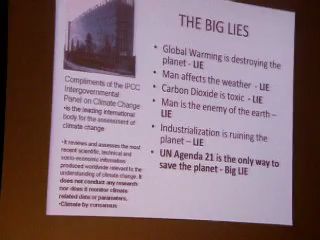 THE BIG LIES
• Global Warming is destroying the
planet - LIE
• Man affects the weather - LIE
• Carbon Dioxide is toxic - LIE
• Man is the enemy of the earth –
LIE
• Industrialization is ruining the
planet – LIE
• UN Agenda 21 is the only way to
save the planet - Big LIE
Compliments of the IPCC
Intergovernmental
Panel on Climate Change
•is the leading international
body for the assessment of
climate change
•It reviews and assesses the most
recent scientific, technical and
socio-economic information
produced worldwide relevant to the
understanding of climate change. It
does not conduct any research
nor does it monitor climate
related data or parameters.
•Climate by consensus